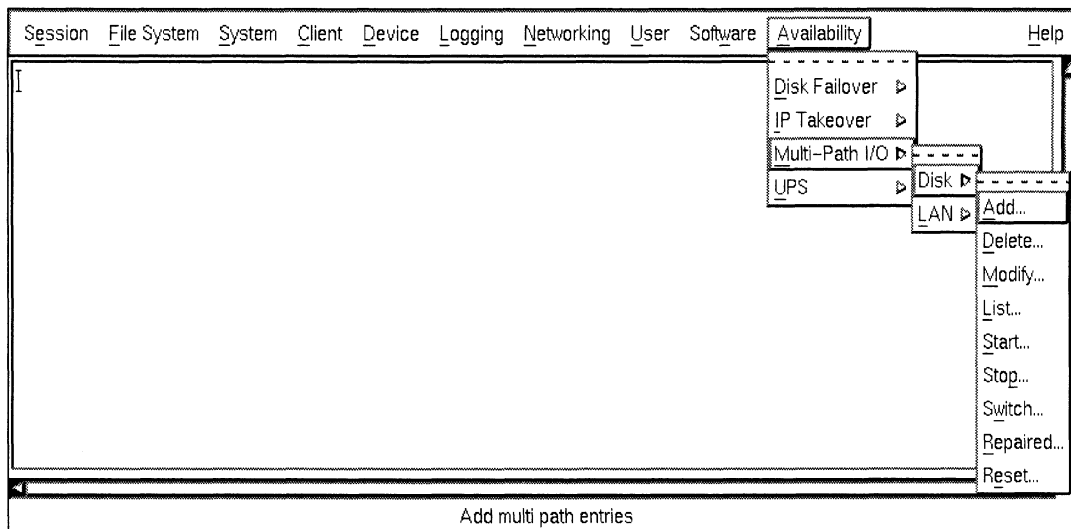 Session File System System Client Device Logging Networking User Software Availability Help
Disk Failover
IP Takeover
Multi-Path I/O
UPS
Disk
LAN
Add...
Delete...
Modify...
List...
Start...
Stop...
Switch...
Repaired...
Reset...
Add multi path entries